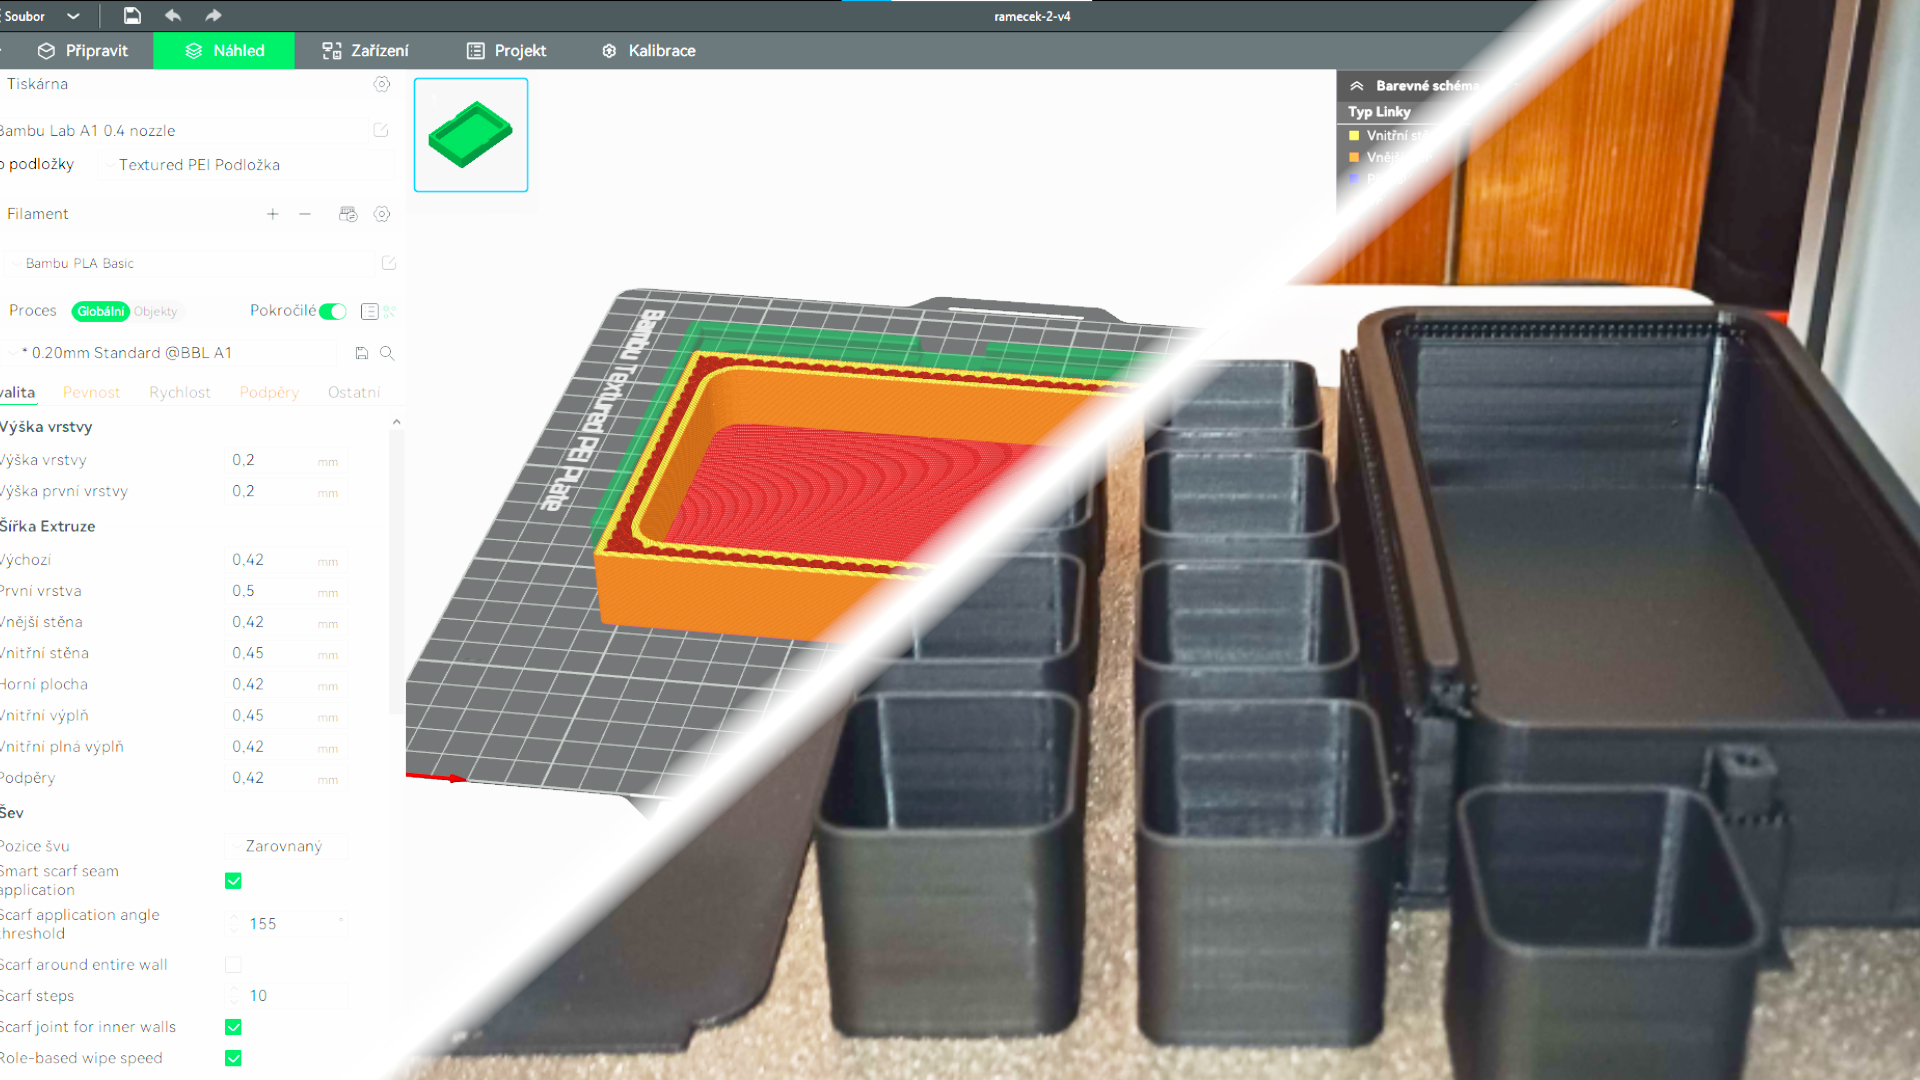 Soubor
ramecek-2-v4
Připravit
Náhled
Zařízení
Projekt
Kalibrace
Tiskárna
Bambu Lab A1 0.4 nozzle
podložky
Textured PEI Podložka
Filament
Bambu PLA Basic
Proces
Globální
Objekty
Pokročilé
* 0.20mm Standard @BBL A1
valita
Pevnost
Rychlost
Podpěry
Ostatní
Výška vrstvy
Výška vrstvy 0,2 mm
Výška první vrstvy 0,2 mm
Šířka Extruze
Výchozí 0,42 mm
První vrstva 0,5 mm
Vnější stěna 0,42 mm
Vnitřní stěna 0,45 mm
Horní plocha 0,42 mm
Vnitřní výplň 0,45 mm
Vnitřní plná výplň 0,42 mm
Podpěry 0,42 mm
Šev
Pozice švu Zarovnaný
Smart scarf seam
application
Scarf application angle
threshold 155 °
Scarf around entire wall
Scarf steps 10
Scarf joint for inner walls
Role-based wipe speed
Bambu Textured PEI Plate
Barevné schéma
Typ Linky
Vnitřní